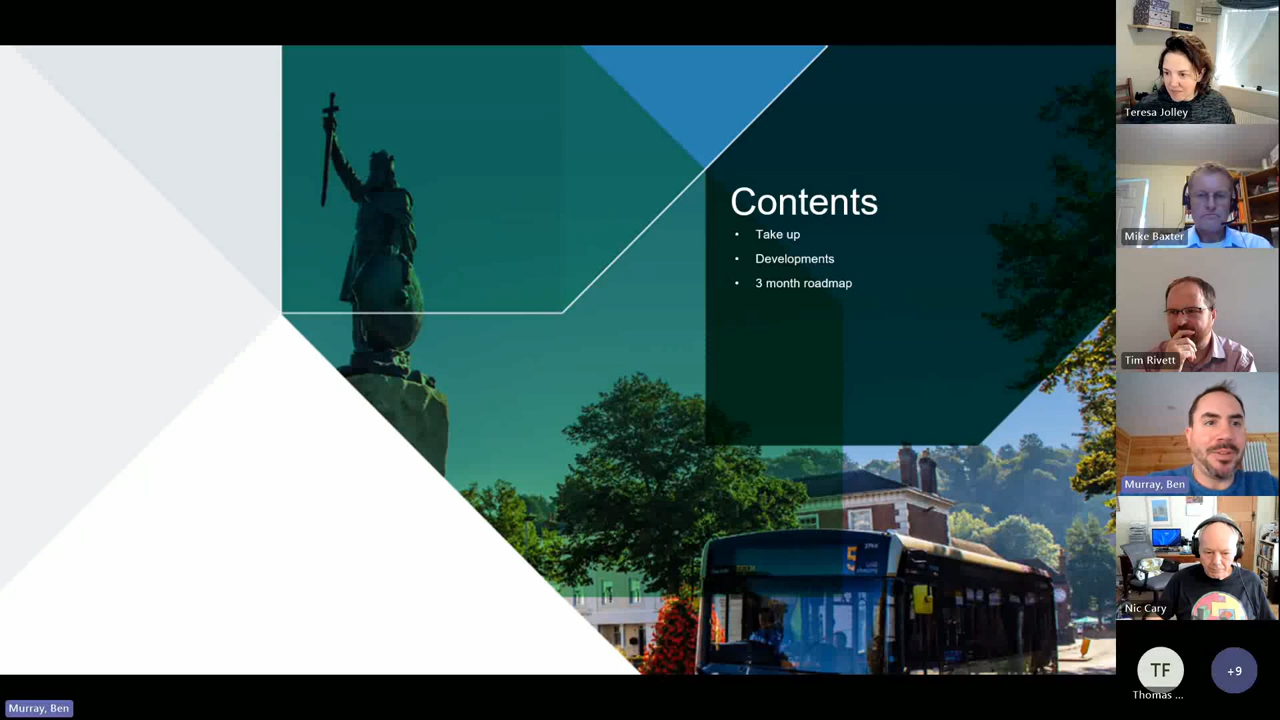 Contents
• Take up
• Developments
• 3 month roadmap
5
Teresa Jolley
Mike Baxter
Tim Rivett
Murray, Ben
Nic Cary
TF
Thomas ...
+9
Murray, Ben